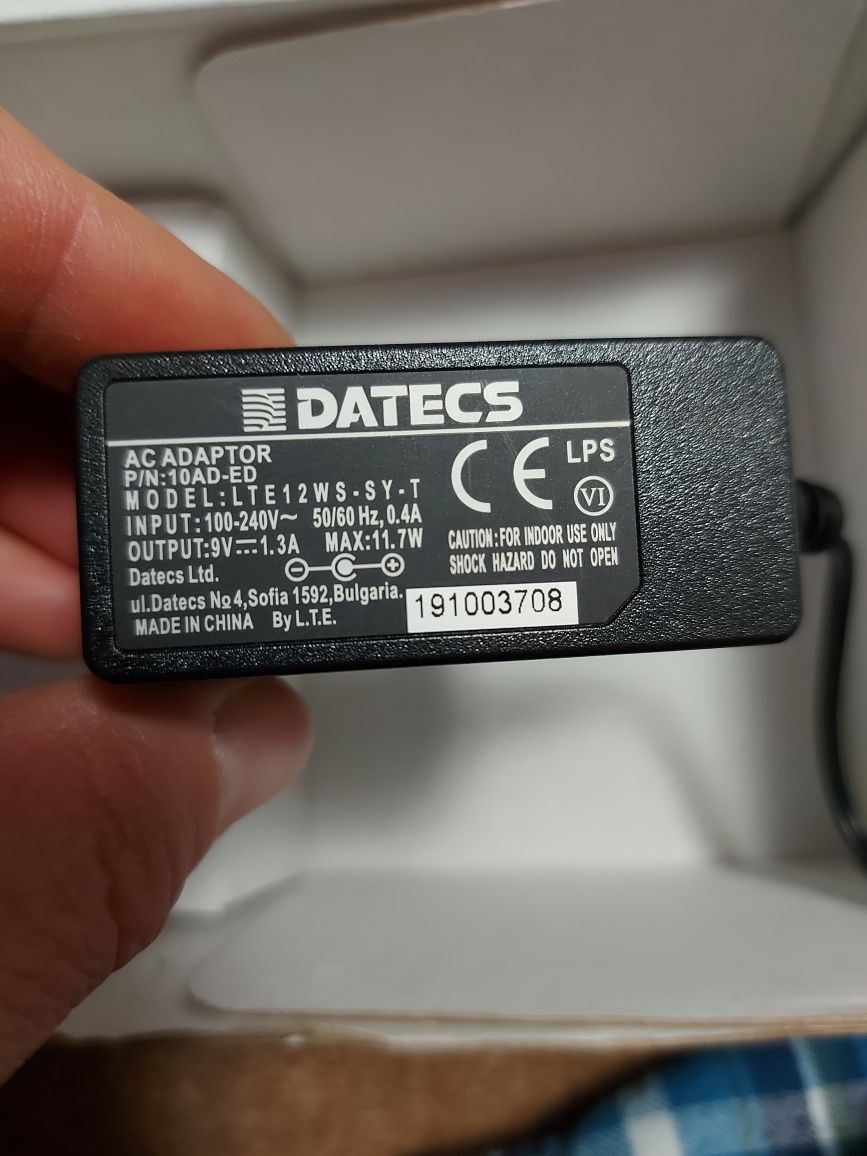 DATECS
AC ADAPTOR
P/N:10AD-ED
MODEL:LTE12WS-SY-T
INPUT:100-240V~ 50/60 Hz, 0.4A
OUTPUT:9V⎓1.3A MAX:11.7W
Datecs Ltd.
ul.Datecs №4,Sofia 1592,Bulgaria.
MADE IN CHINA By L.T.E.
CE LPS
VI
CAUTION:FOR INDOOR USE ONLY
SHOCK HAZARD DO NOT OPEN
191003708